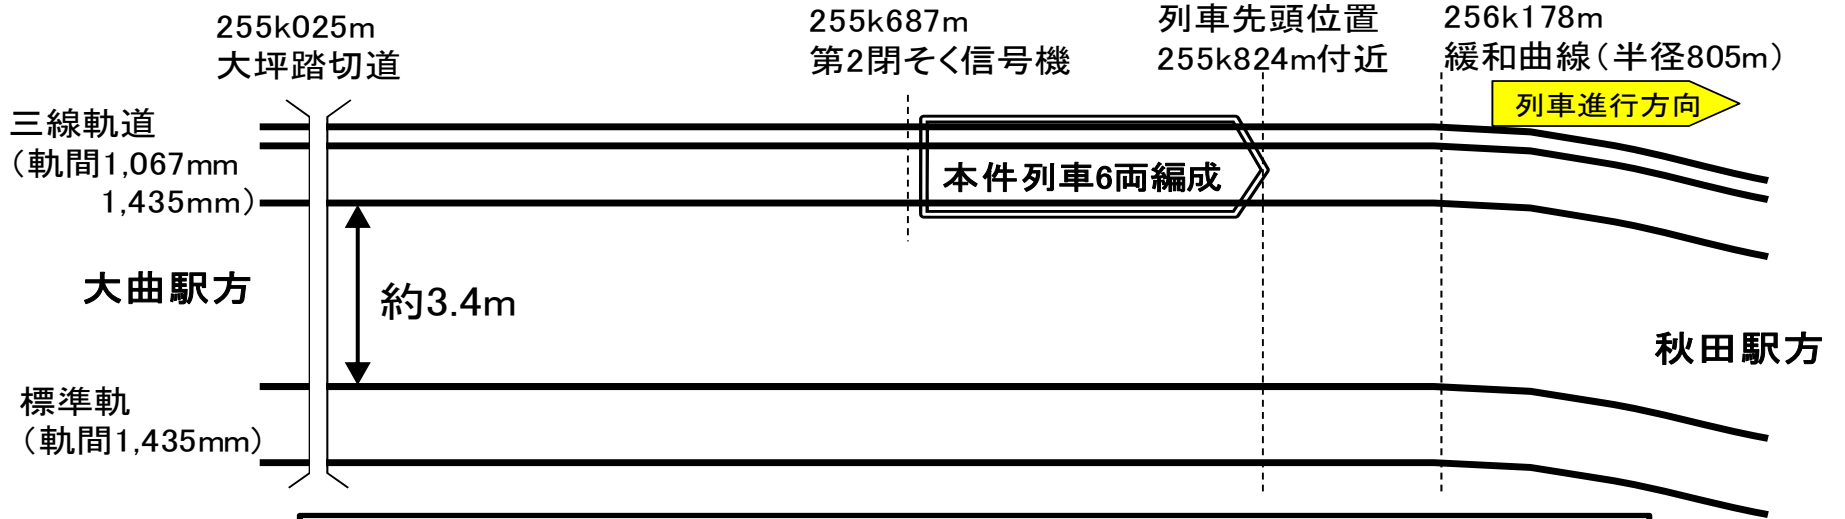 255k025m
大坪踏切道
255k687m
第2閉そく信号機
列車先頭位置
255k824m付近
256k178m
緩和曲線(半径805m)
列車進行方向
三線軌道
(軌間1,067mm
1,435mm)
本件列車6両編成
大曲駅方
約3.4m
秋田駅方
標準軌
(軌間1,435mm)